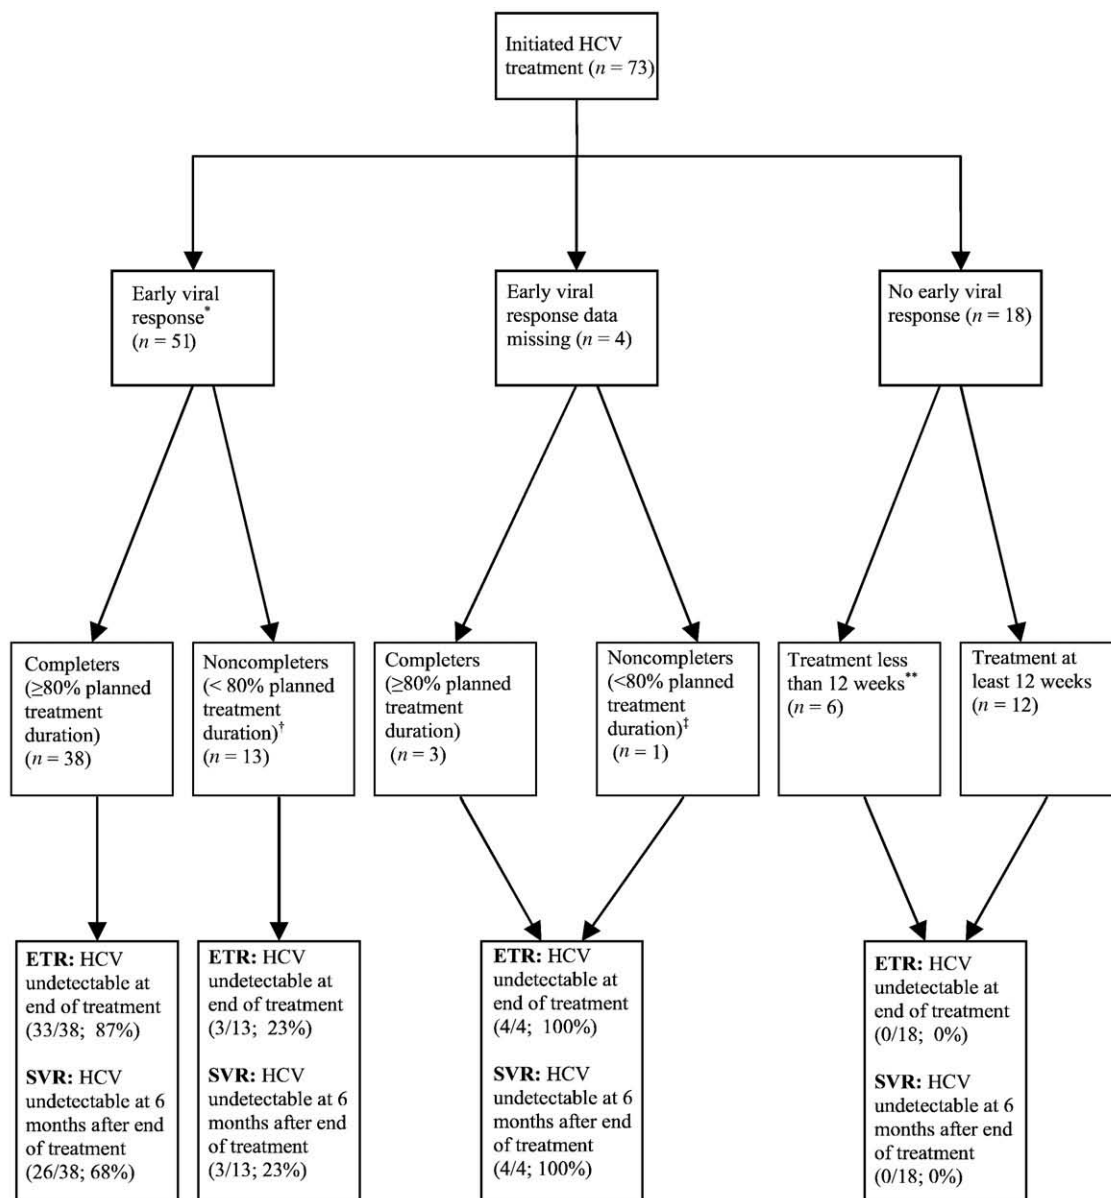 Initiated HCV
treatment (n = 73)
Early viral
response*
(n = 51)
Early viral
response data
missing (n = 4)
No early viral
response (n = 18)
Completers
(≥80% planned
treatment
duration)
(n = 38)
Noncompleters
(< 80% planned
treatment
duration)†
(n = 13)
Completers
(≥80% planned
treatment
duration)
(n = 3)
Noncompleters
(<80% planned
treatment
duration)‡
(n = 1)
Treatment less
than 12 weeks**
(n = 6)
Treatment at
least 12 weeks
(n = 12)
ETR: HCV
undetectable at
end of treatment
(33/38; 87%)
SVR: HCV
undetectable at 6
months after end
of treatment
(26/38; 68%)
ETR: HCV
undetectable at
end of treatment
(3/13; 23%)
SVR: HCV
undetectable at 6
months after end
of treatment
(3/13; 23%)
ETR: HCV
undetectable at
end of treatment
(4/4; 100%)
SVR: HCV
undetectable at 6
months after end
of treatment
(4/4; 100%)
ETR: HCV
undetectable at
end of treatment
(0/18; 0%)
SVR: HCV
undetectable at 6
months after end
of treatment
(0/18; 0%)